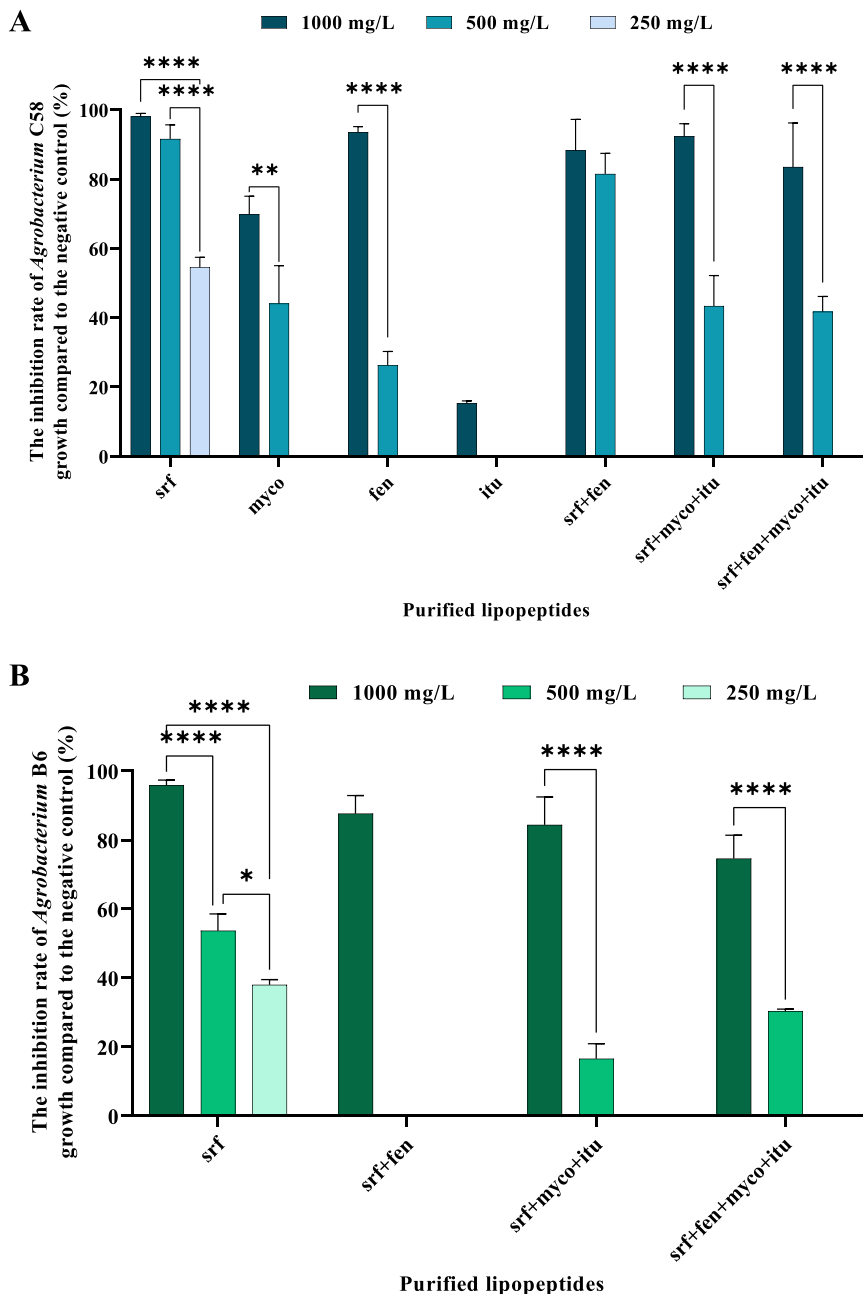 A
1000 mg/L 500 mg/L 250 mg/L
The inhibition rate of Agrobacterium C58
growth compared to the negative control (%)
100
80
60
40
20
0
****
****
**
****
****
****
srf
myco
fen
itu
srf+fen
srf+myco+itu
srf+fen+myco+itu
Purified lipopeptides
B
1000 mg/L 500 mg/L 250 mg/L
The inhibition rate of Agrobacterium B6
growth compared to the negative control (%)
100
80
60
40
20
0
****
****
*
****
****
srf
srf+fen
srf+myco+itu
srf+fen+myco+itu
Purified lipopeptides